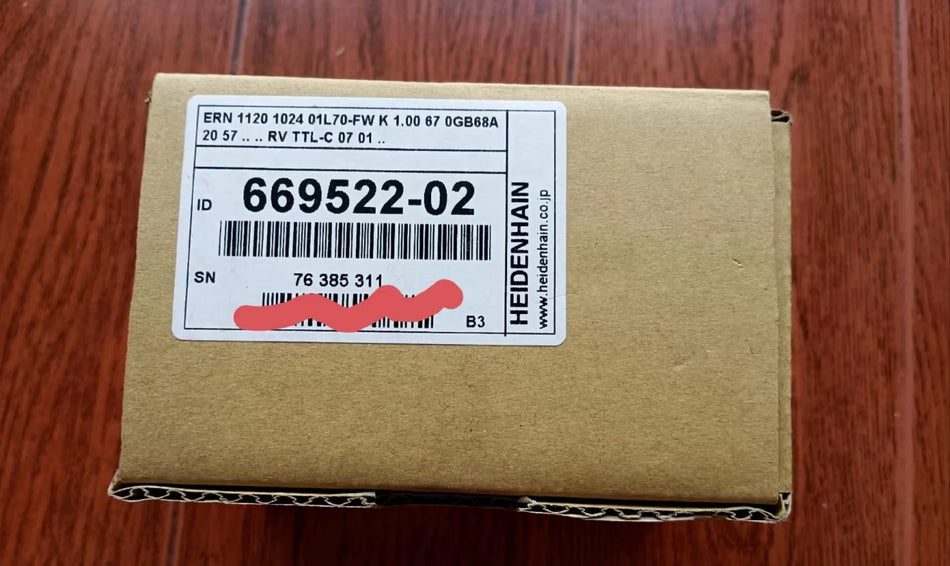 ERN 1120 1024 01L70-FW K 1.00 67 0GB68A
20 57 .. .. RV TTL-C 07 01 ..
ID 669522-02
SN 76 385 311
B3
HEIDENHAIN
www.heidenhain.co.jp